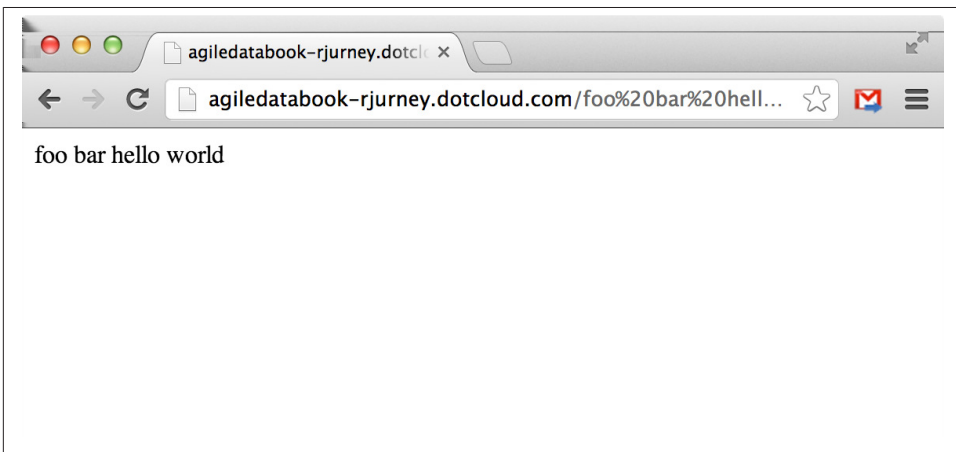 agiledatabook-rjurney.dotcl
agiledatabook-rjurney.dotcloud.com/foo%20bar%20hell...
foo bar hello world